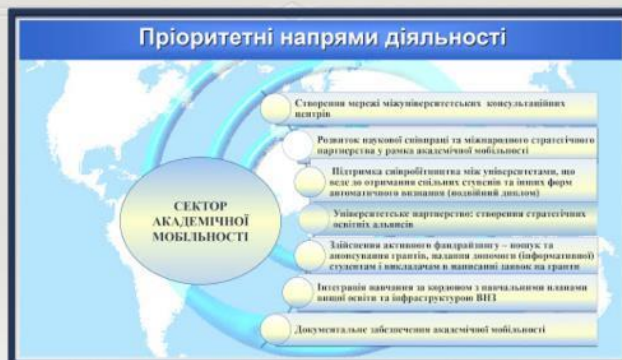 Пріоритетні напрями діяльності
СЕКТОР
АКАДЕМІЧНОЇ
МОБІЛЬНОСТІ
Створення мережі міжуніверситетських консультаційних
центрів
Розвиток наукової співпраці та міжнародного стратегічного
партнерства у рамка академічної мобільності
Підтримка співробітництва між університетами, що
веде до отримання спільних ступенів та інших форм
автоматичного визнання (подвійний диплом)
Університетське партнерство: створення стратегічних
освітніх альянсів
Здійснення активного фандрайзингу – пошук та
анонсування грантів, надання допомоги (інформативної)
студентам і викладачам в написанні заявок на гранти
Інтеграція навчання за кордоном з навчальними планами
вищої освіти та інфраструктурою ВНЗ
Документальне забезпечення академічної мобільності